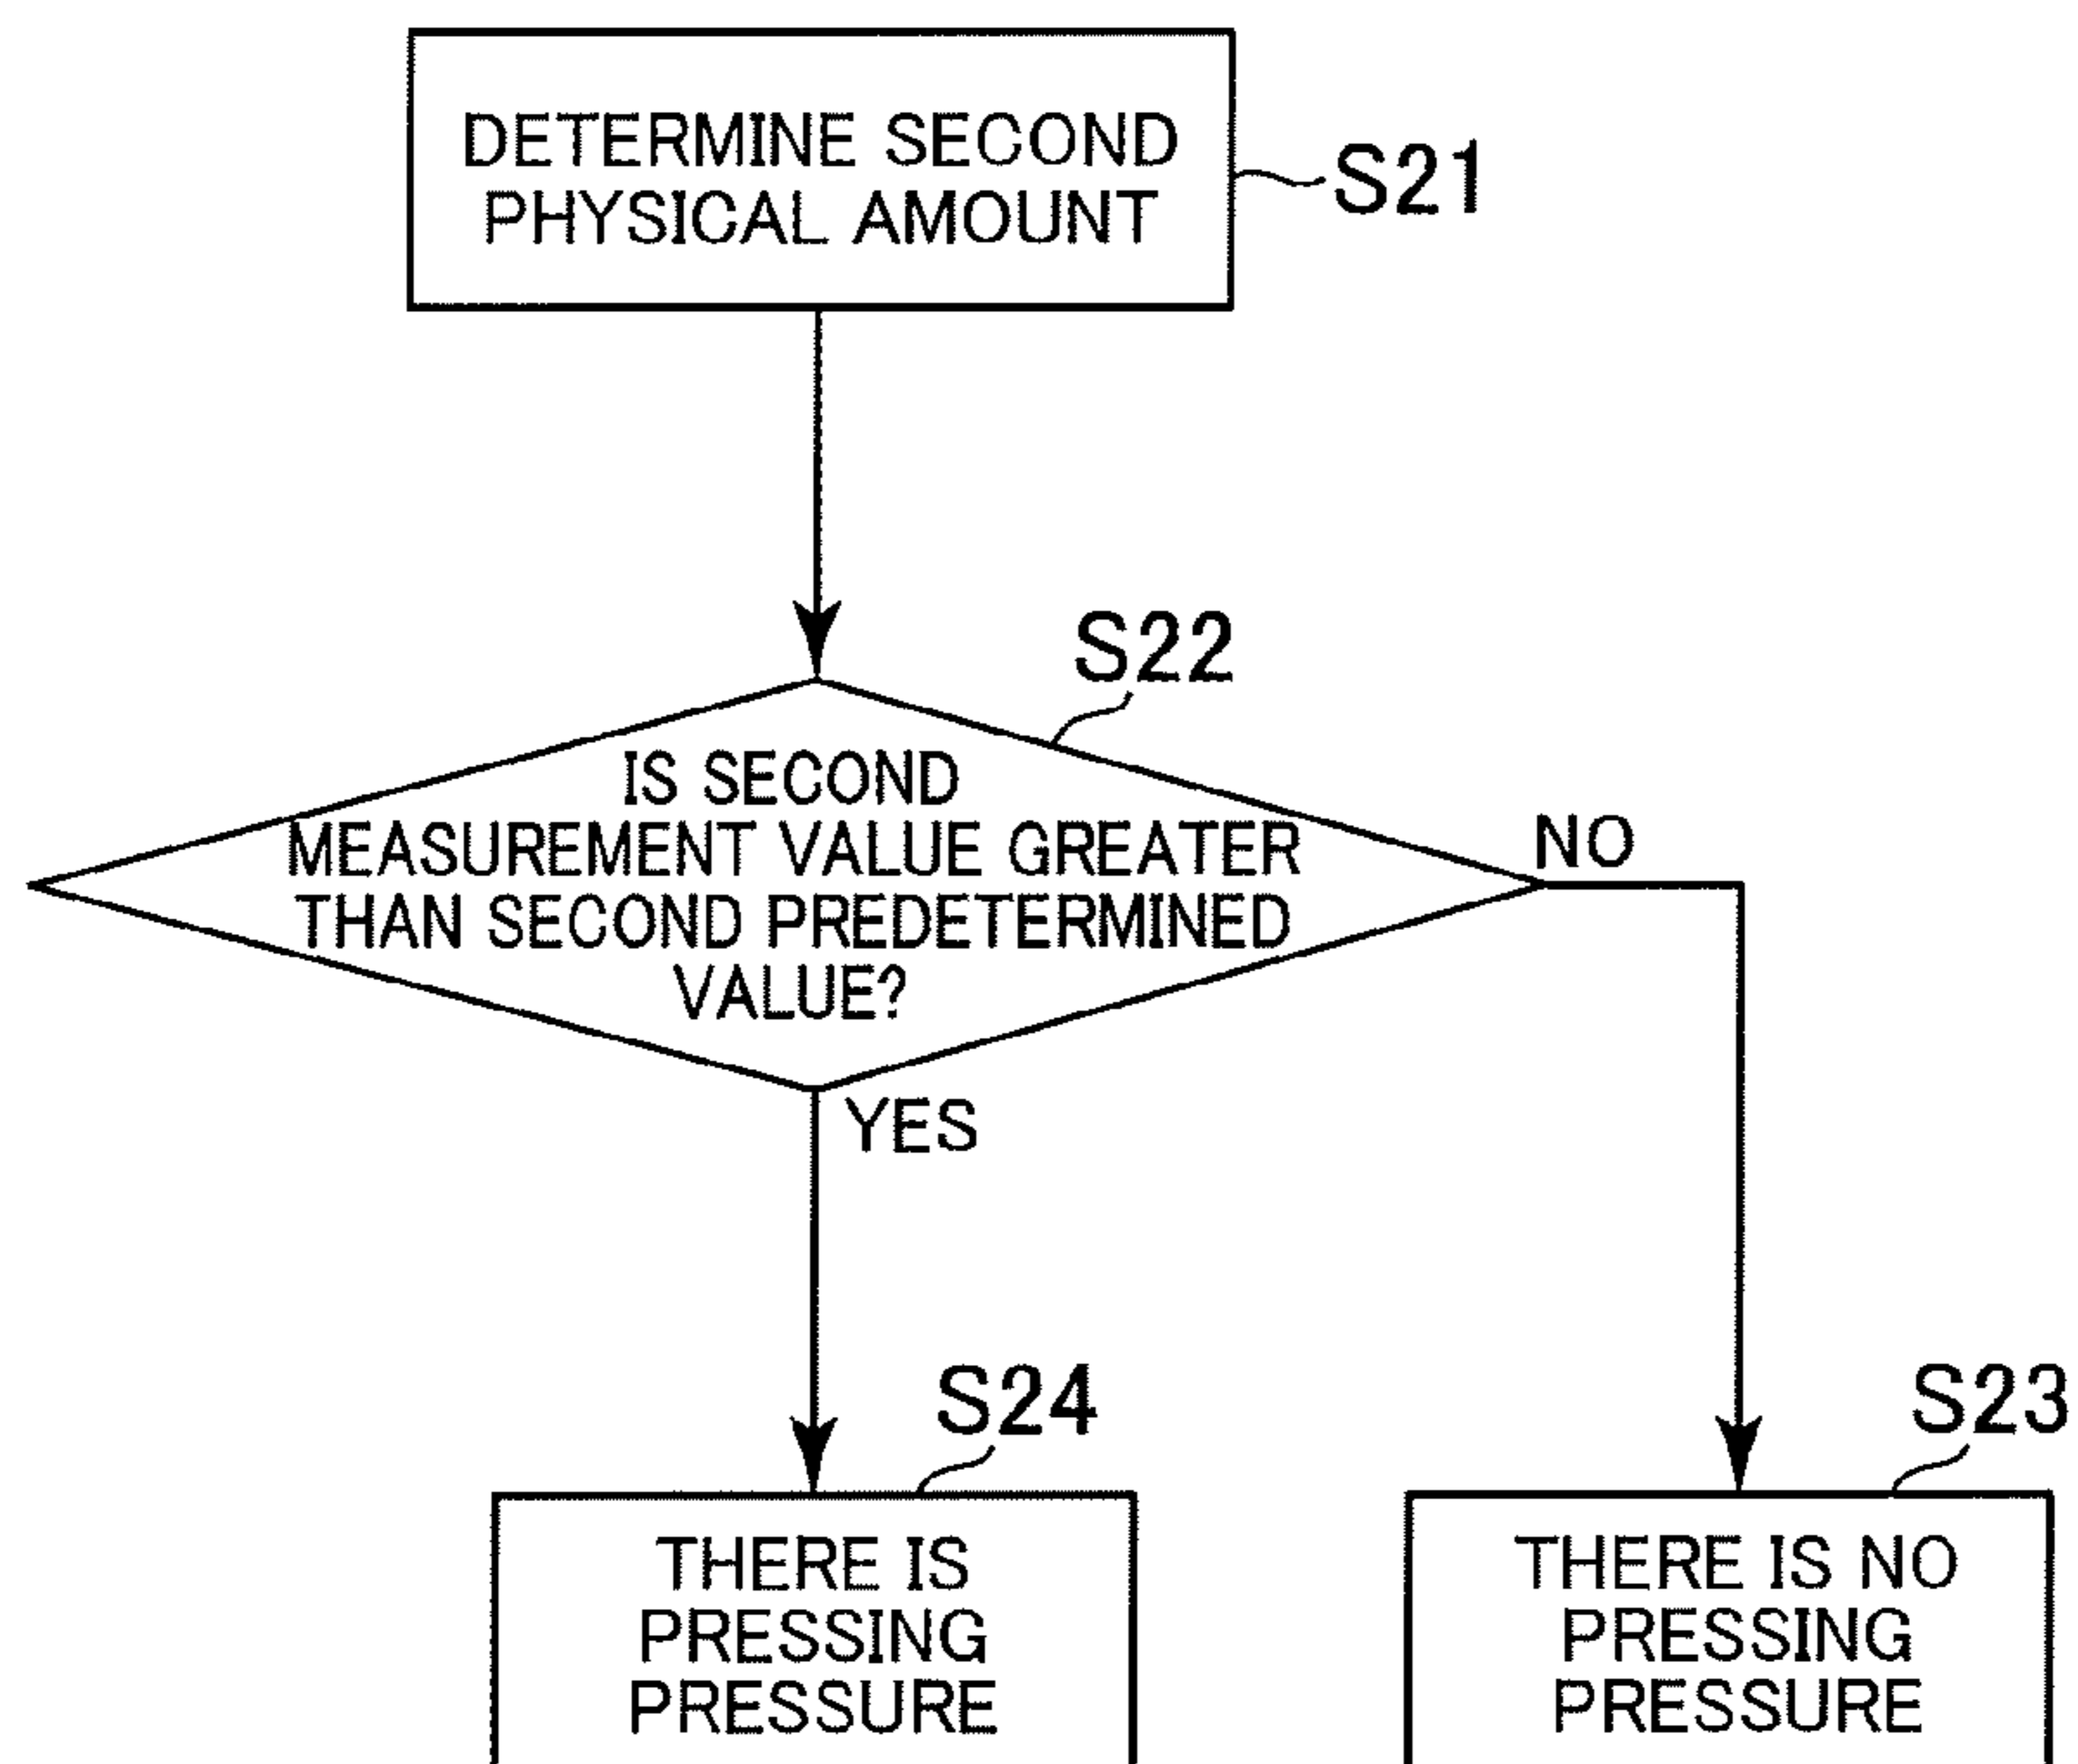 DETERMINE SECOND
PHYSICAL AMOUNT
S21
S22
IS SECOND
MEASUREMENT VALUE GREATER
THAN SECOND PREDETERMINED
VALUE?
NO
YES
S24
THERE IS
PRESSING
PRESSURE
S23
THERE IS NO
PRESSING
PRESSURE